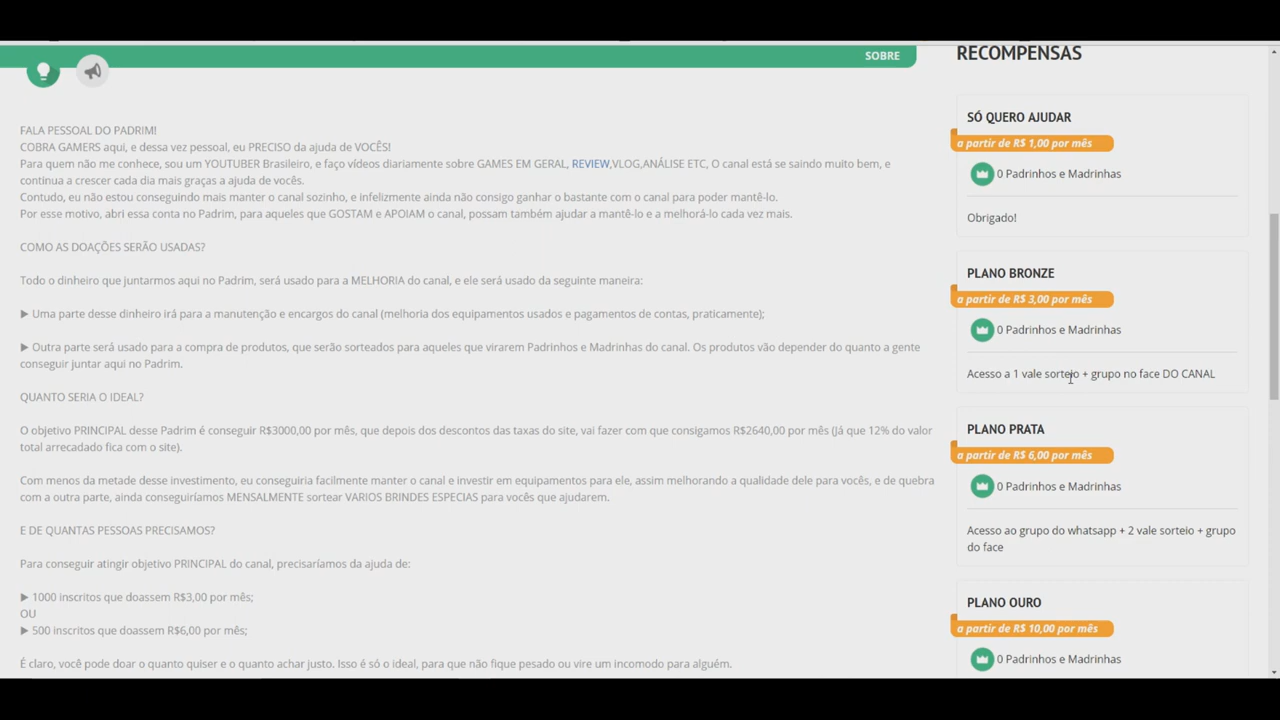 SOBRE
FALA PESSOAL DO PADRIM!
COBRA GAMERS aqui, e dessa vez pessoal, eu PRECISO da ajuda de VOCÊS!
Para quem não me conhece, sou um YOUTUBER Brasileiro, e faço vídeos diariamente sobre GAMES EM GERAL, REVIEW,VLOG,ANÁLISE ETC, O canal está se saindo muito bem, e
continua a crescer cada dia mais graças a ajuda de vocês.
Contudo, eu não estou conseguindo mais manter o canal sozinho, e infelizmente ainda não consigo ganhar o bastante com o canal para poder mantê-lo.
Por esse motivo, abri essa conta no Padrim, para aqueles que GOSTAM e APOIAM o canal, possam também ajudar a mantê-lo e a melhorá-lo cada vez mais.
COMO AS DOAÇÕES SERÃO USADAS?
Todo o dinheiro que juntarmos aqui no Padrim, será usado para a MELHORIA do canal, e ele será usado da seguinte maneira:
▶ Uma parte desse dinheiro irá para a manutenção e encargos do canal (melhoria dos equipamentos usados e pagamentos de contas, praticamente);
▶ Outra parte será usado para a compra de produtos, que serão sorteados para aqueles que virarem Padrinhos e Madrinhas do canal. Os produtos vão depender do quanto a gente
conseguir juntar aqui no Padrim.
QUANTO SERIA O IDEAL?
O objetivo PRINCIPAL desse Padrim é conseguir R$3000,00 por mês, que depois dos descontos das taxas do site, vai fazer com que consigamos R$2640,00 por mês (Já que 12% do valor
total arrecadado fica com o site).
Com menos da metade desse investimento, eu conseguiria facilmente manter o canal e investir em equipamentos para ele, assim melhorando a qualidade dele para vocês, e de quebra
com a outra parte, ainda conseguiríamos MENSALMENTE sortear VARIOS BRINDES ESPECIAS para vocês que ajudarem.
E DE QUANTAS PESSOAS PRECISAMOS?
Para conseguir atingir objetivo PRINCIPAL do canal, precisaríamos da ajuda de:
▶ 1000 inscritos que doassem R$3,00 por mês;
OU
▶ 500 inscritos que doassem R$6,00 por mês;
É claro, você pode doar o quanto quiser e o quanto achar justo. Isso é só o ideal, para que não fique pesado ou vire um incomodo para alguém.
RECOMPENSAS
SÓ QUERO AJUDAR
a partir de R$ 1,00 por mês
0 Padrinhos e Madrinhas
Obrigado!
PLANO BRONZE
a partir de R$ 3,00 por mês
0 Padrinhos e Madrinhas
Acesso a 1 vale sorteio + grupo no face DO CANAL
PLANO PRATA
a partir de R$ 6,00 por mês
0 Padrinhos e Madrinhas
Acesso ao grupo do whatsapp + 2 vale sorteio + grupo
do face
PLANO OURO
a partir de R$ 10,00 por mês
0 Padrinhos e Madrinhas